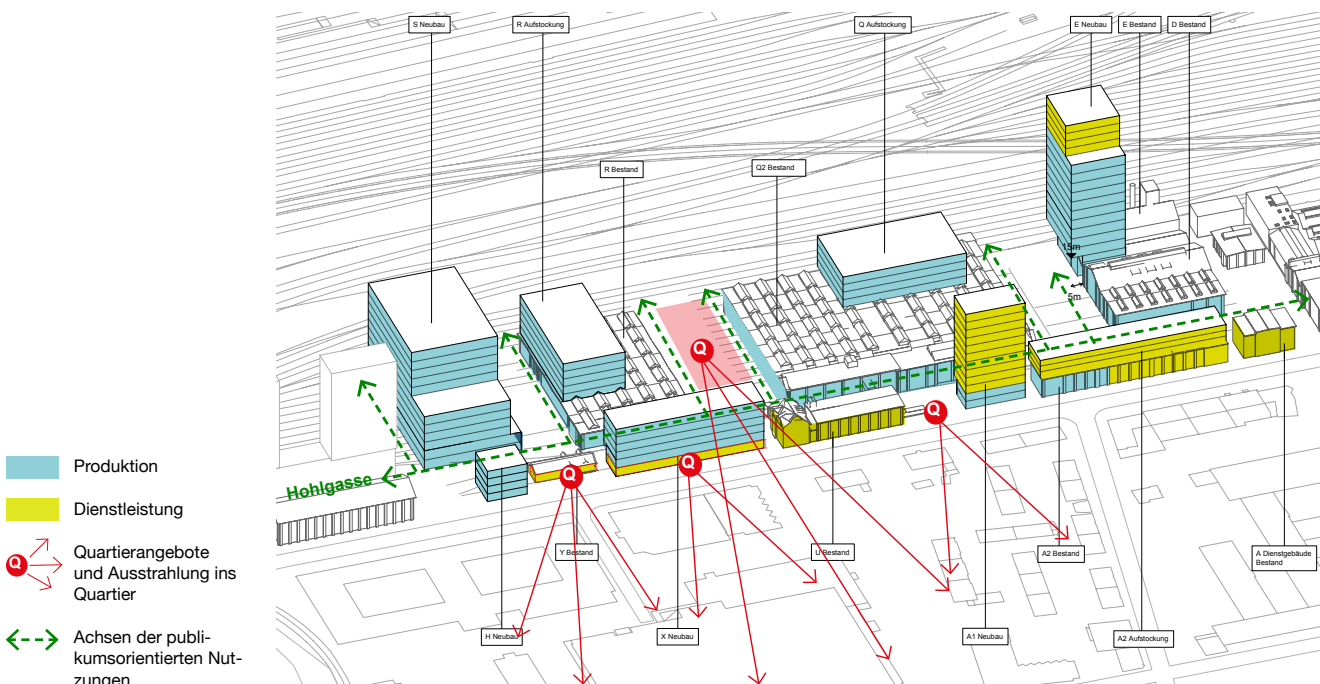 S Neubau
R Aufstockung
Q Aufstockung
E Neubau
E Bestand
D Bestand
R Bestand
Q2 Bestand
15m
5m
Q
Q
Q
Q
Hohlgasse
Produktion
Dienstleistung
Q
Quartierangebote
und Ausstrahlung ins
Quartier
Achsen der publi-
kumsorientierten Nut-
zungen
Y Bestand
U Bestand
A2 Bestand
A Dienstgebäude
Bestand
H Neubau
X Neubau
A1 Neubau
A2 Aufstockung